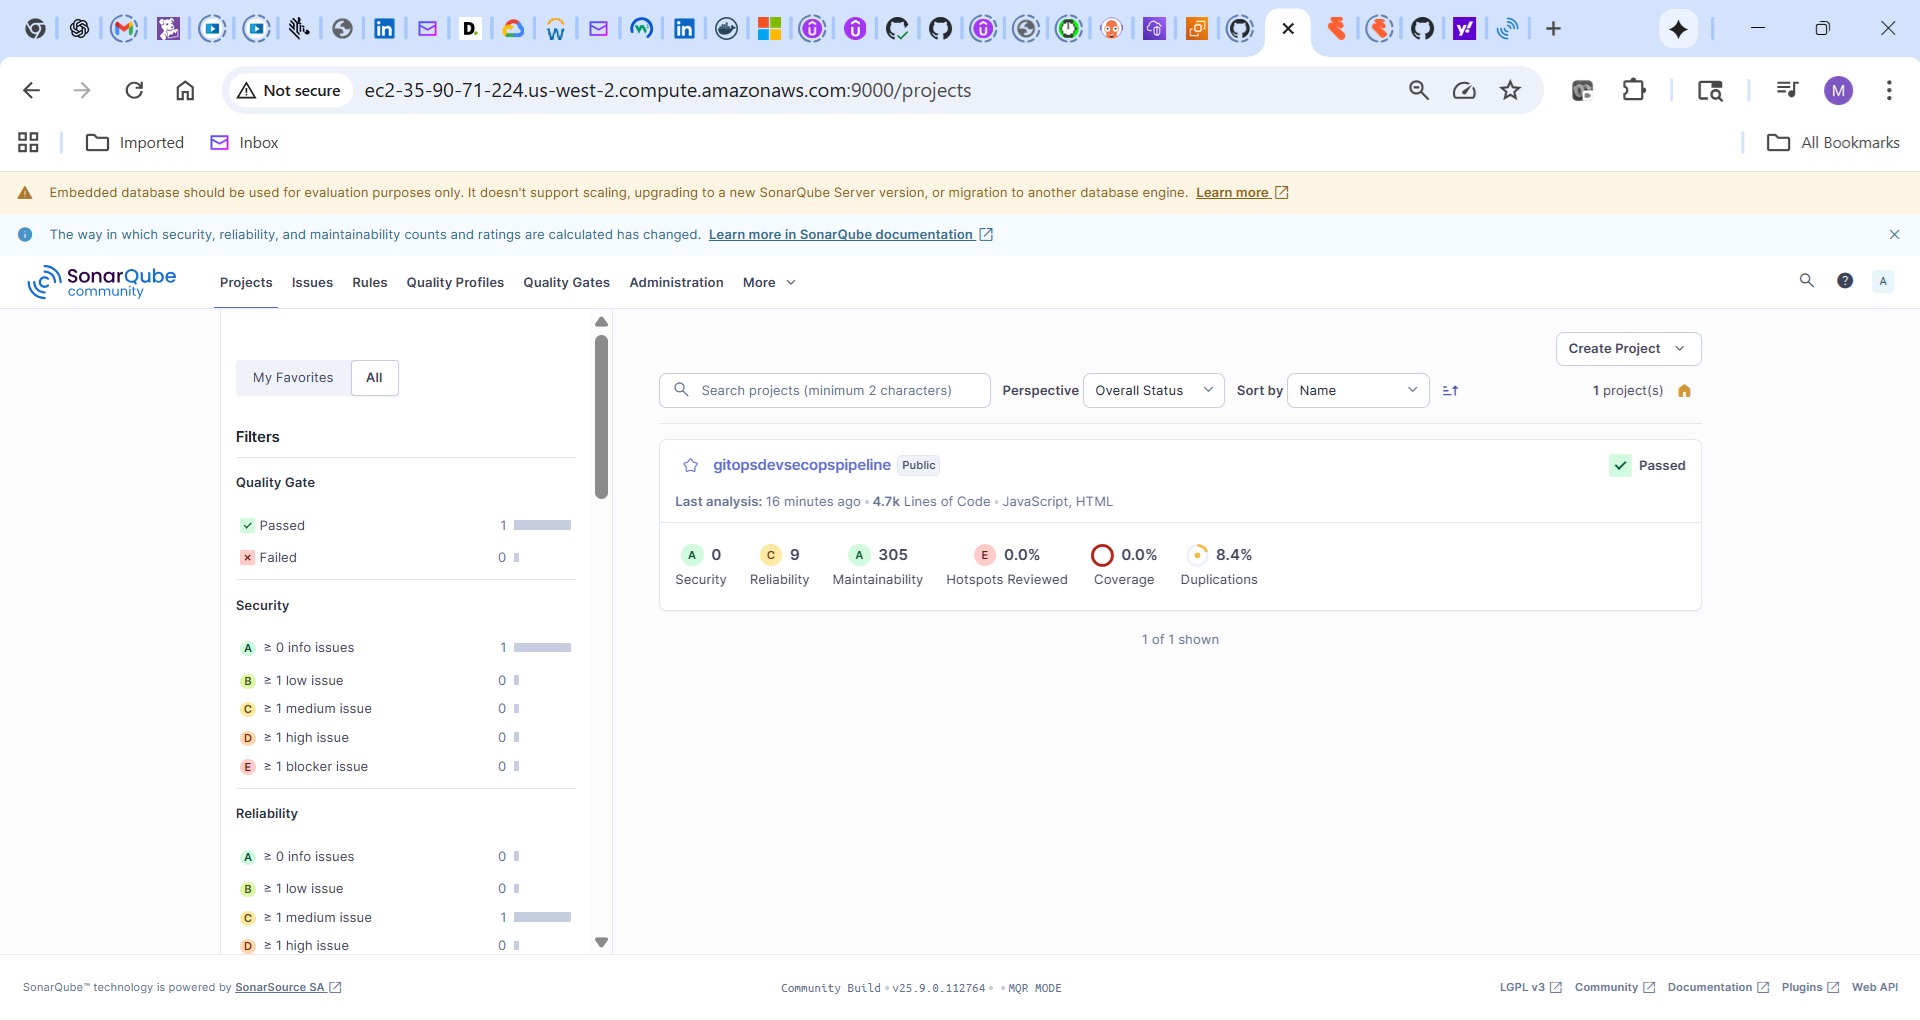 Not secure
ec2-35-90-71-224.us-west-2.compute.amazonaws.com:9000/projects
M
Imported
Inbox
All Bookmarks
Embedded database should be used for evaluation purposes only. It doesn't support scaling, upgrading to a new SonarQube Server version, or migration to another database engine. Learn more
The way in which security, reliability, and maintainability counts and ratings are calculated has changed. Learn more in SonarQube documentation
SonarQube
community
Projects Issues Rules Quality Profiles Quality Gates Administration More
A
My Favorites All
Create Project
Search projects (minimum 2 characters) Perspective Overall Status Sort by Name 1 project(s)
Filters
Quality Gate
Passed 1
Failed 0
Security
A ≥ 0 info issues 1
B ≥ 1 low issue 0
C ≥ 1 medium issue 0
D ≥ 1 high issue 0
E ≥ 1 blocker issue 0
Reliability
A ≥ 0 info issues 0
B ≥ 1 low issue 0
C ≥ 1 medium issue 1
D ≥ 1 high issue 0
gitopsdevsecopspipeline Public Passed
Last analysis: 16 minutes ago • 4.7k Lines of Code • JavaScript, HTML
A 0 C 9 A 305 E 0.0% 0.0% 8.4%
Security Reliability Maintainability Hotspots Reviewed Coverage Duplications
1 of 1 shown
SonarQube™ technology is powered by SonarSource SA
Community Build • v25.9.0.112764 • • MQR MODE
LGPL v3 Community Documentation Plugins Web API